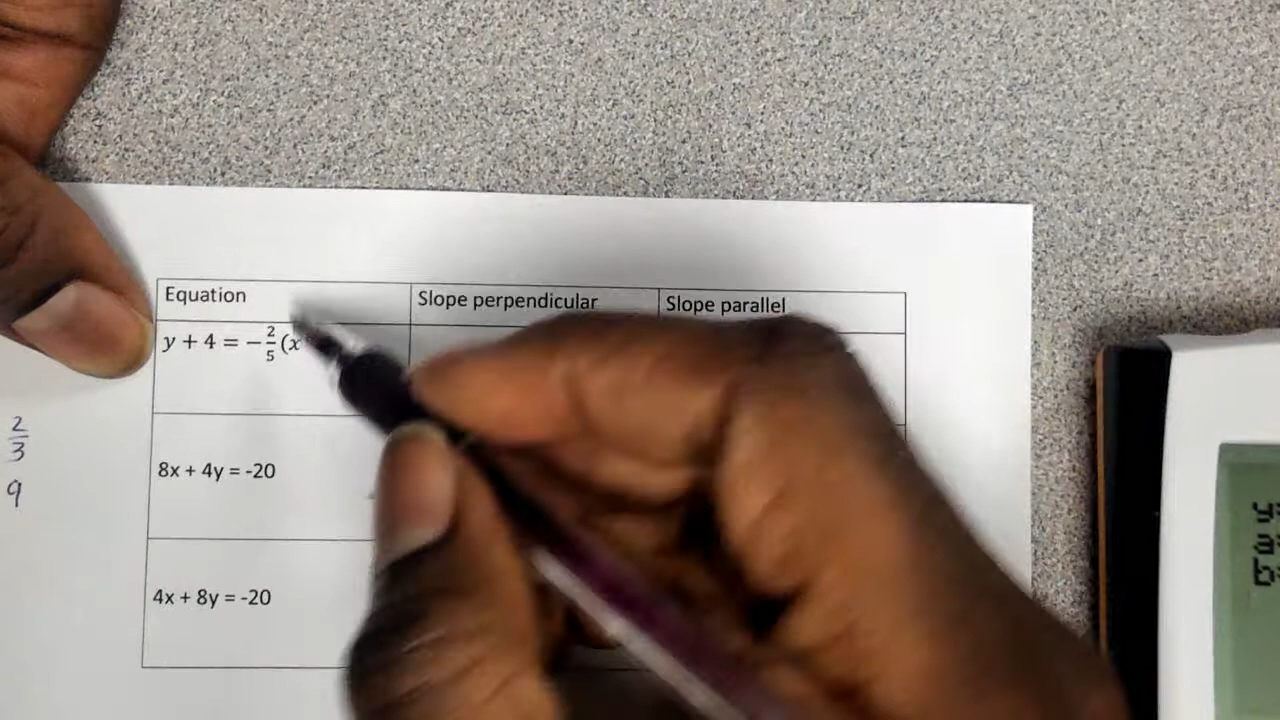 Equation Slope perpendicular Slope parallel
y + 4 = -2/5(x
8x + 4y = -20
4x + 8y = -20
2/3
9
y=
a=
b=